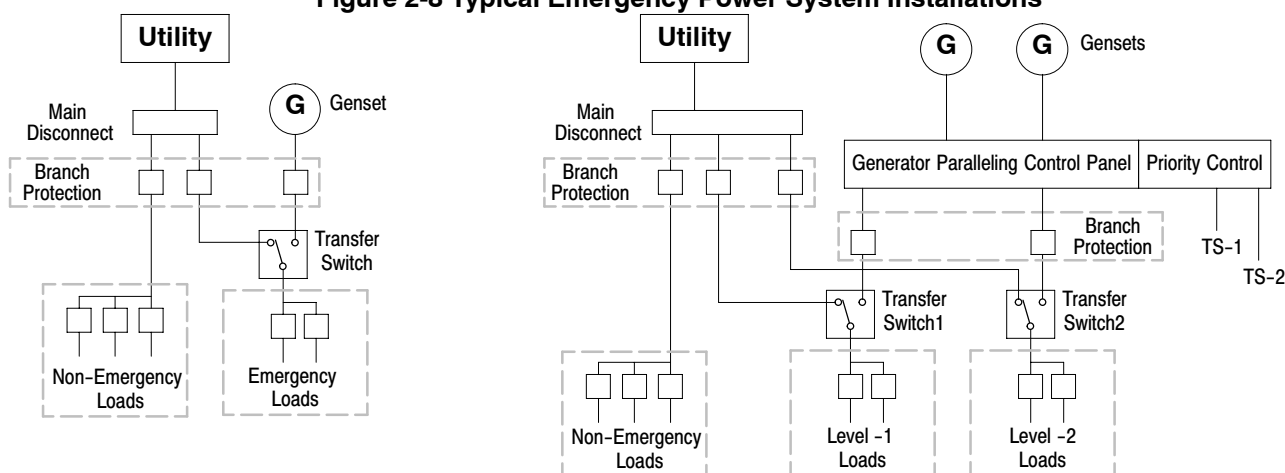 Figure 2-8 Typical Emergency Power System Installations
Utility
G
Genset
Main
Disconnect
Branch
Protection
Transfer
Switch
Non-Emergency
Loads
Emergency
Loads
Utility
G
G
Gensets
Main
Disconnect
Generator Paralleling Control Panel
Priority Control
Branch
Protection
Branch
Protection
TS-1
TS-2
Transfer
Switch1
Transfer
Switch2
Non-Emergency
Loads
Level -1
Loads
Level -2
Loads